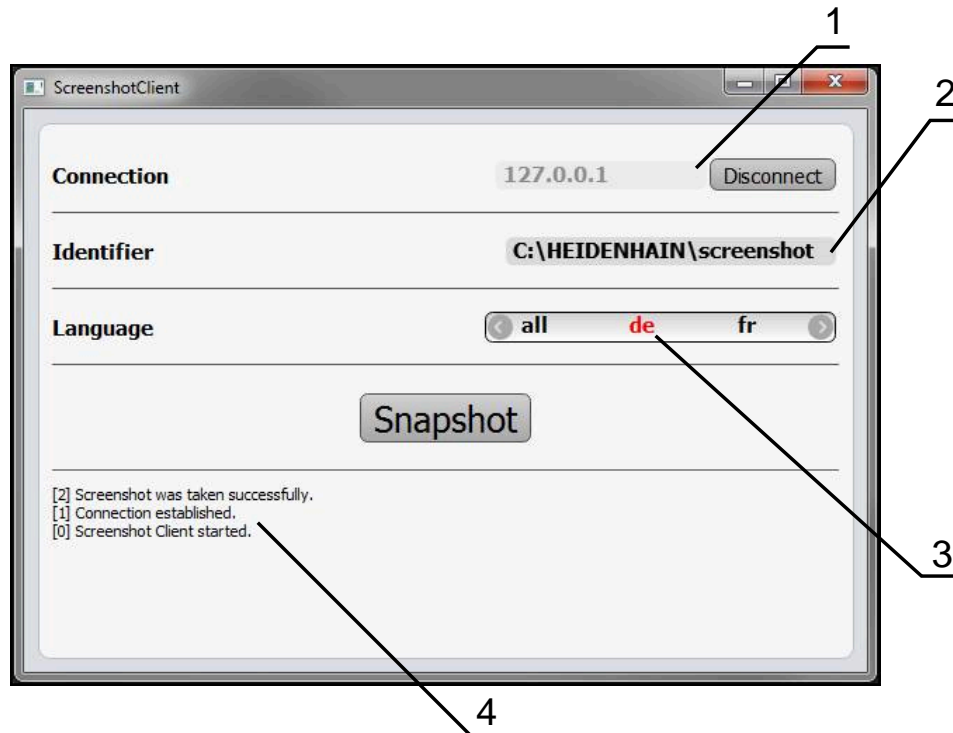 1
ScreenshotClient
2
Connection 127.0.0.1 Disconnect
Identifier C:\HEIDENHAIN\screenshot
Language all de fr
Snapshot
[2] Screenshot was taken successfully.
[1] Connection established.
[0] Screenshot Client started.
3
4